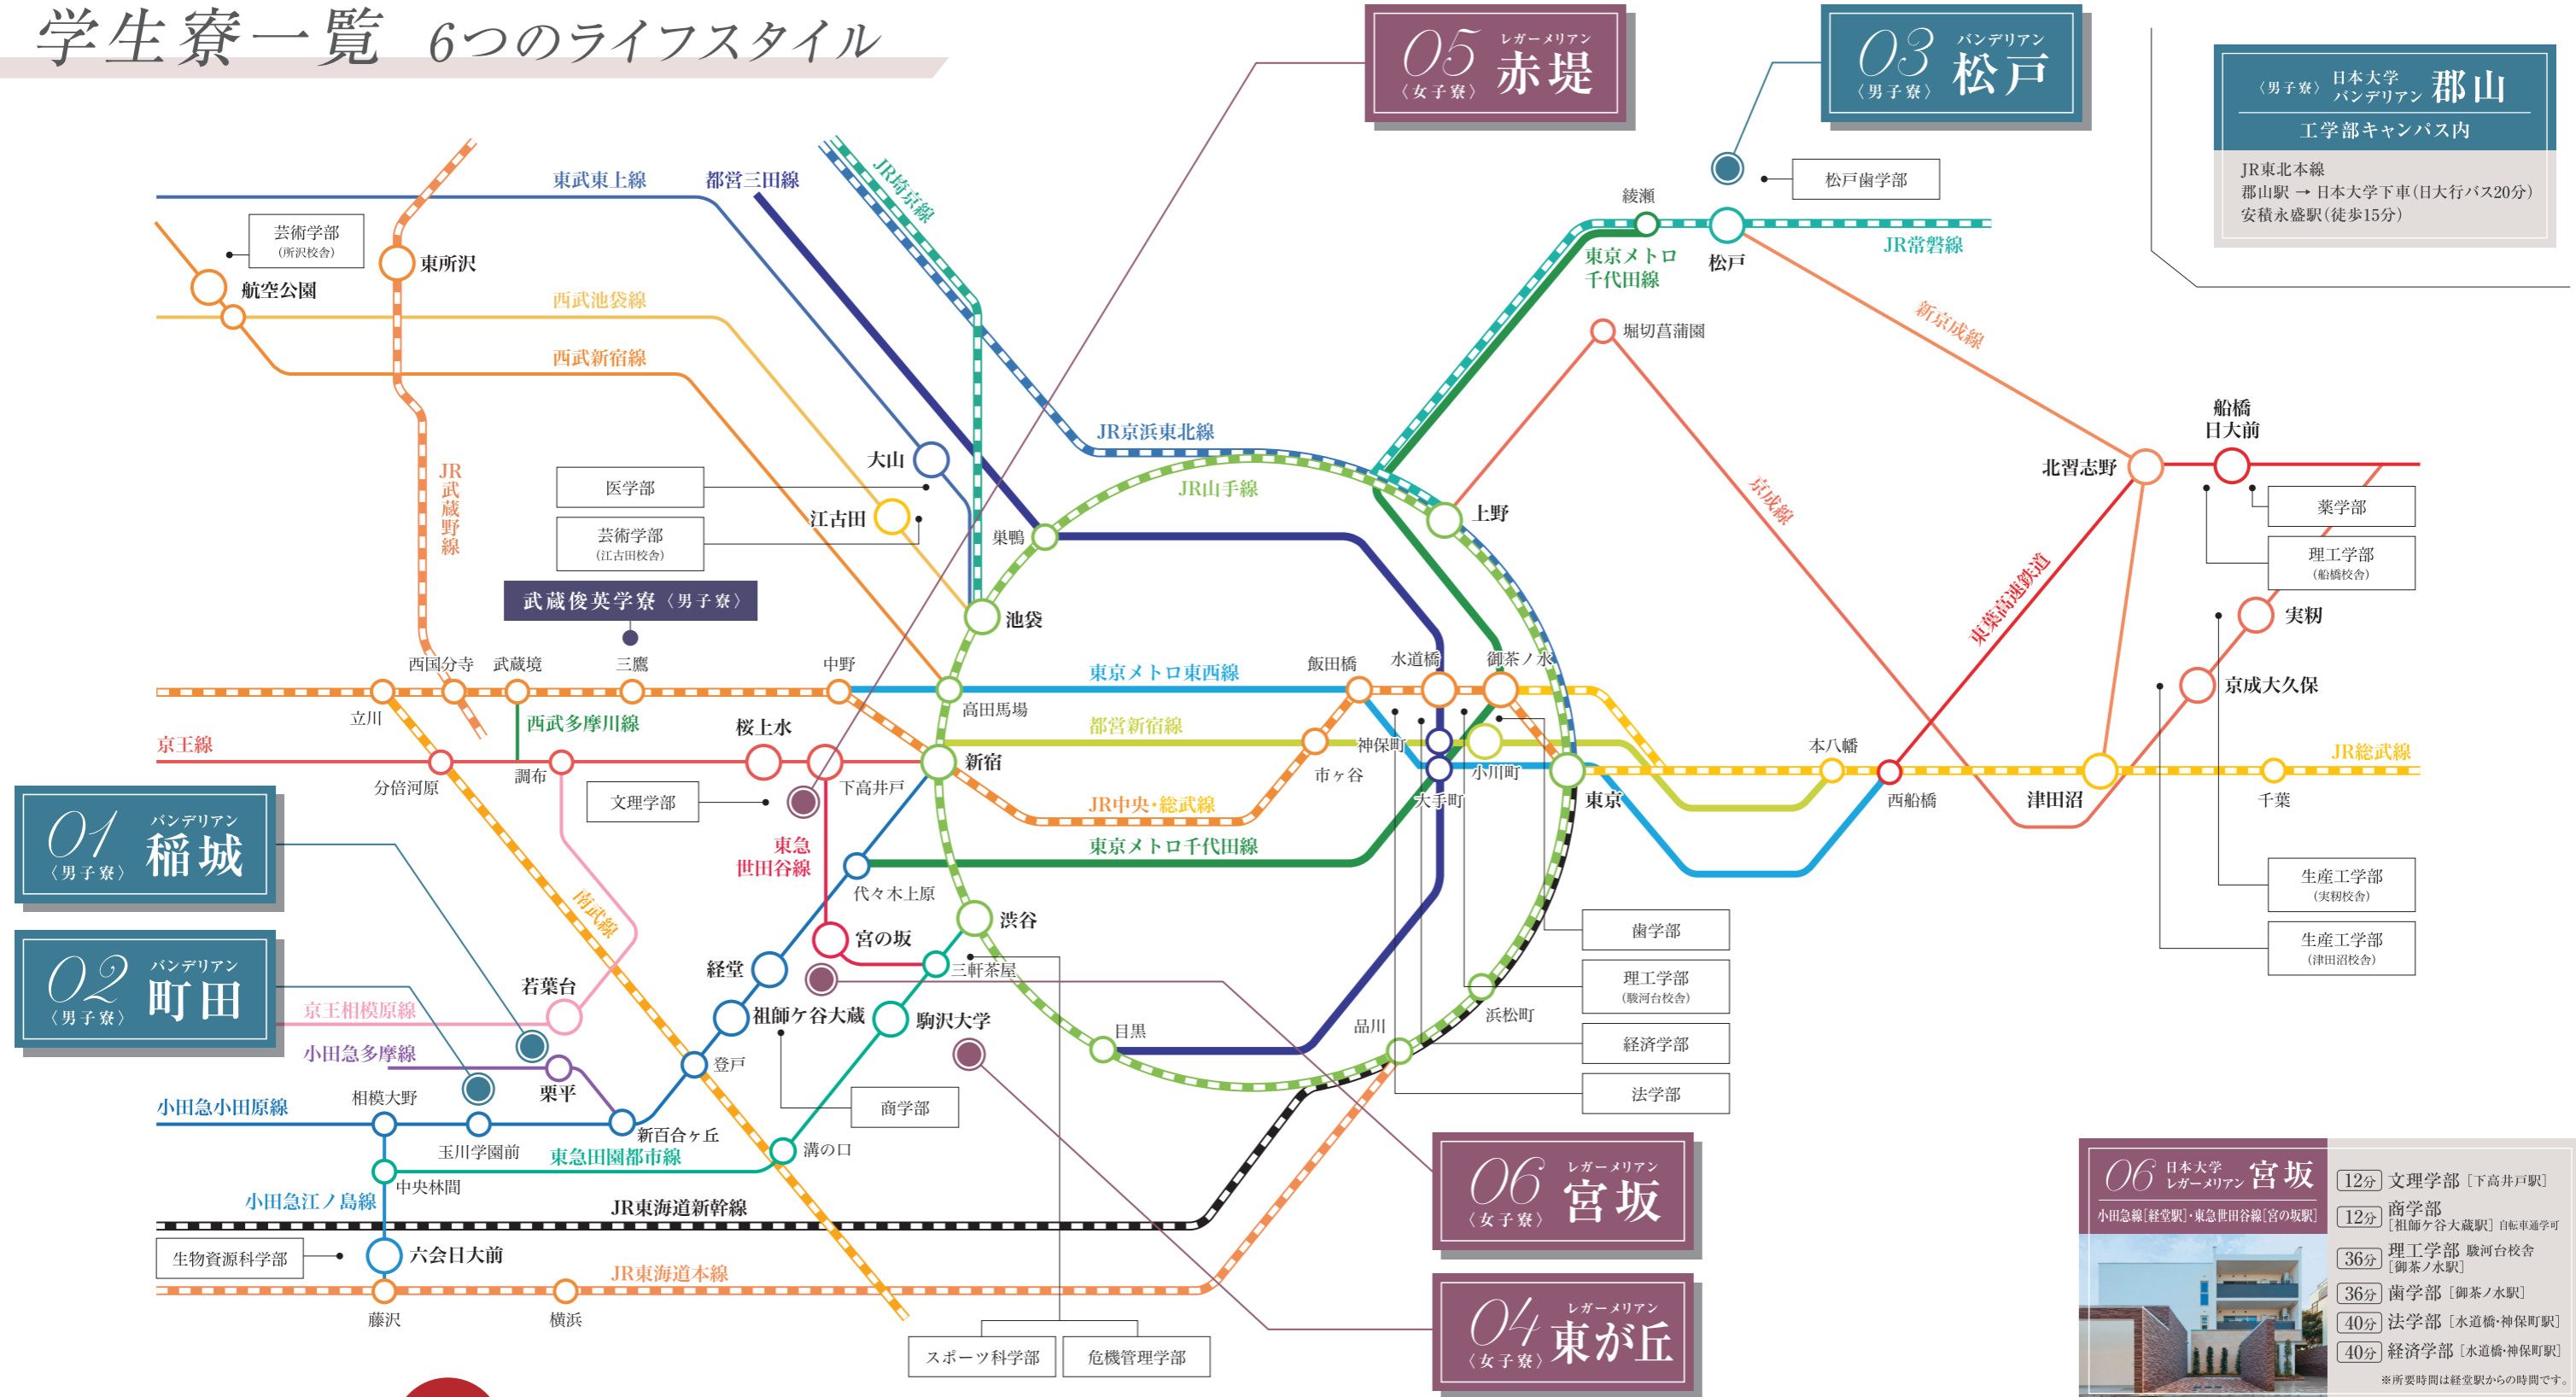 学生寮一覧 6つのライフスタイル
05 レガーメリアン
〈女子寮〉 赤堤
03 バンデリアン
〈男子寮〉 松戸
〈男子寮〉 日本大学 バンデリアン 郡山
工学部キャンパス内
JR東北本線
郡山駅 → 日本大学下車(日大行バス20分)
安積永盛駅(徒歩15分)
東武東上線
都営三田線
JR埼京線
芸術学部
(所沢校舎)
東所沢
航空公園
西武池袋線
西武新宿線
松戸歯学部
綾瀬
東京メトロ
千代田線
松戸
JR常磐線
堀切菖蒲園
新京成線
船橋
日大前
北習志野
JR京浜東北線
JR山手線
大山
医学部
江古田
芸術学部
(江古田校舎)
巣鴨
上野
京成線
薬学部
理工学部
(船橋校舎)
JR武蔵野線
武蔵俊英学寮〈男子寮〉
池袋
東葉高速鉄道
実籾
京成大久保
西国分寺
武蔵境
三鷹
中野
東京メトロ東西線
飯田橋
水道橋
御茶ノ水
立川
西武多摩川線
桜上水
高田馬場
都営新宿線
京王線
分倍河原
調布
下高井戸
新宿
市ヶ谷
神保町
小川町
大手町
東京
本八幡
西船橋
津田沼
千葉
JR総武線
文理学部
JR中央・総武線
東急
世田谷線
東京メトロ千代田線
代々木上原
01 バンデリアン
〈男子寮〉 稲城
02 バンデリアン
〈男子寮〉 町田
南武線
渋谷
宮の坂
三軒茶屋
経堂
祖師ケ谷大蔵
駒沢大学
若葉台
京王相模原線
小田急多摩線
栗平
登戸
目黒
品川
浜松町
歯学部
理工学部
(駿河台校舎)
経済学部
法学部
生産工学部
(実籾校舎)
生産工学部
(津田沼校舎)
商学部
相模大野
小田急小田原線
玉川学園前
新百合ヶ丘
東急田園都市線
溝の口
中央林間
小田急江ノ島線
JR東海道新幹線
生物資源科学部
六会日大前
JR東海道本線
藤沢
横浜
スポーツ科学部
危機管理学部
06 レガーメリアン
〈女子寮〉 宮坂
04 レガーメリアン
〈女子寮〉 東が丘
06 日本大学 レガーメリアン 宮坂
小田急線[経堂駅]・東急世田谷線[宮の坂駅]
12分 文理学部 [下高井戸駅]
12分 商学部
[祖師ケ谷大蔵駅] 自転車通学可
36分 理工学部 駿河台校舎
[御茶ノ水駅]
36分 歯学部 [御茶ノ水駅]
40分 法学部 [水道橋・神保町駅]
40分 経済学部 [水道橋・神保町駅]
※所要時間は経堂駅からの時間です。